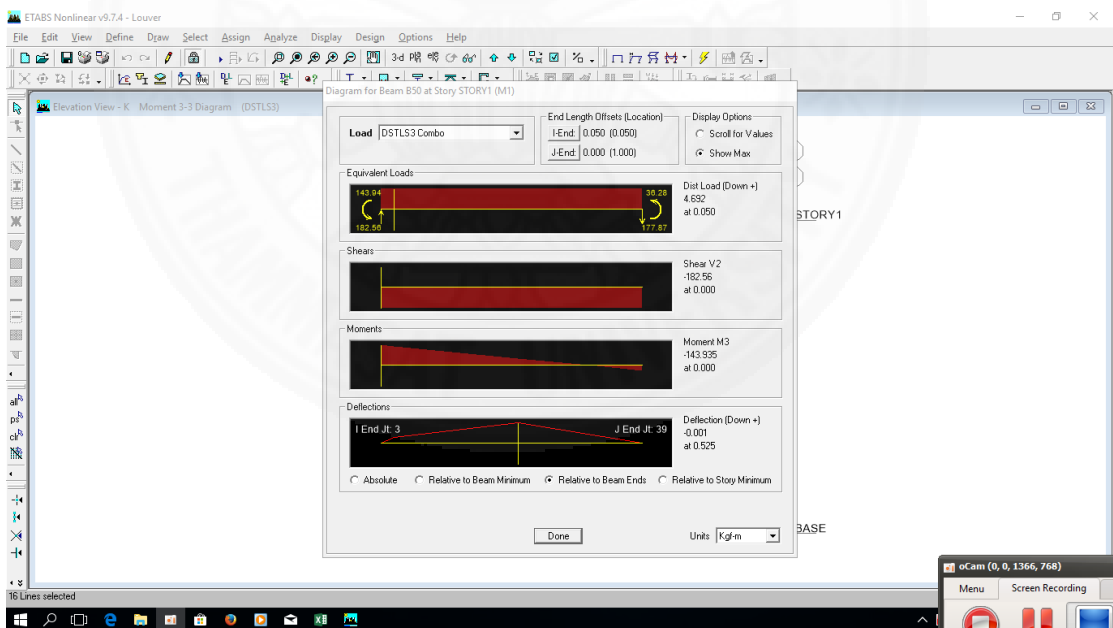 ETABS Nonlinear v9.7.4 - Louver
File Edit View Define Draw Select Assign Analyze Display Design Options Help
3-d
Elevation View - K Moment 3-3 Diagram (DSTLS3)
Diagram for Beam B50 at Story STORY1 (M1)
Load DSTLS3 Combo
End Length Offsets (Location)
I-End: 0.050 (0.050)
J-End: 0.000 (1.000)
Display Options
Scroll for Values
Show Max
Equivalent Loads
143.94 36.28
182.56 177.87
Dist Load (Down +)
4.692
at 0.050
STORY1
Shears
Shear V2
-182.56
at 0.000
Moments
Moment M3
-143.935
at 0.000
Deflections
I End Jt: 3 J End Jt: 39
Deflection (Down +)
-0.001
at 0.525
Absolute Relative to Beam Minimum Relative to Beam Ends Relative to Story Minimum
Done Units Kgf-m
BASE
all
ps
clr
16 Lines selected
oCam (0, 0, 1366, 768)
Menu Screen Recording